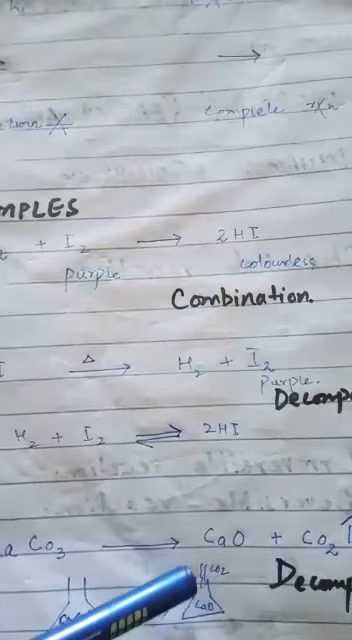 →
complete rxn
MPLES
+ I₂ → 2HI
purple colourless
Combination.
Δ→ H₂ + I₂
purple.
Decomp
H₂ + I₂ ⇌ 2HI
a Co₃ → CaO + Co₂ ↑
CO₂
Decomp
CaO